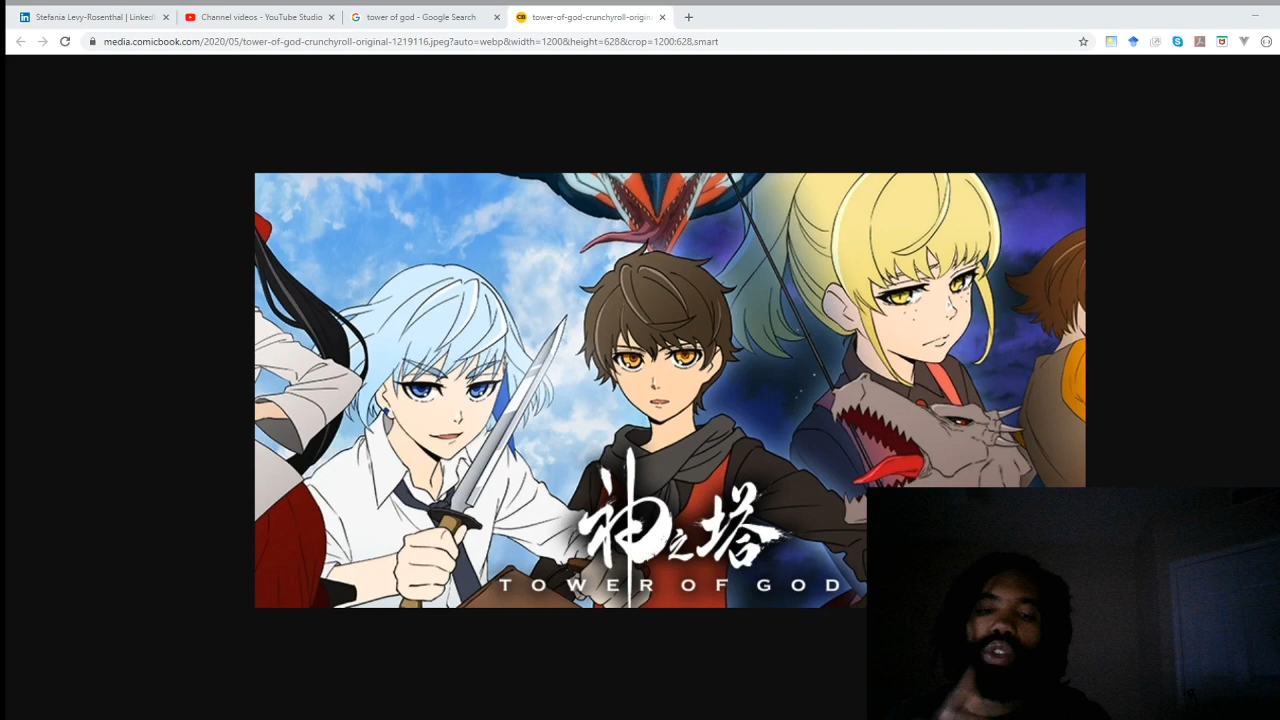 Stefania Levy-Rosenthal | Linked
Channel videos - YouTube Studio
tower of god - Google Search
tower-of-god-crunchyroll-origin
media.comicbook.com/2020/05/tower-of-god-crunchyroll-original-1219116.jpeg?auto=webp&width=1200&height=628&crop=1200:628,smart
神之塔
TOWER OF GOD